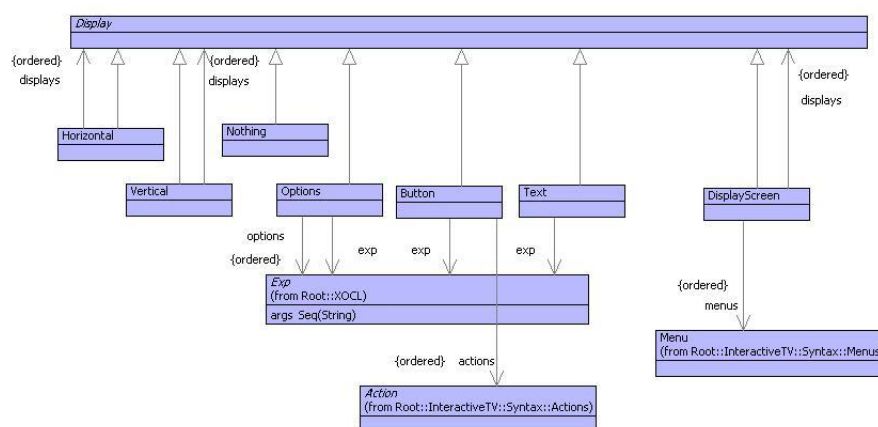 Display
{ordered}
displays
{ordered}
displays
{ordered}
displays
Horizontal
Nothing
Vertical
Options
Button
Text
DisplayScreen
options
{ordered}
exp
exp
exp
{ordered}
menus
Exp
(from Root::XOCL)
args Seq(String)
Menu
(from Root::InteractiveTV::Syntax::Menus
{ordered} actions
Action
(from Root::InteractiveTV::Syntax::Actions)